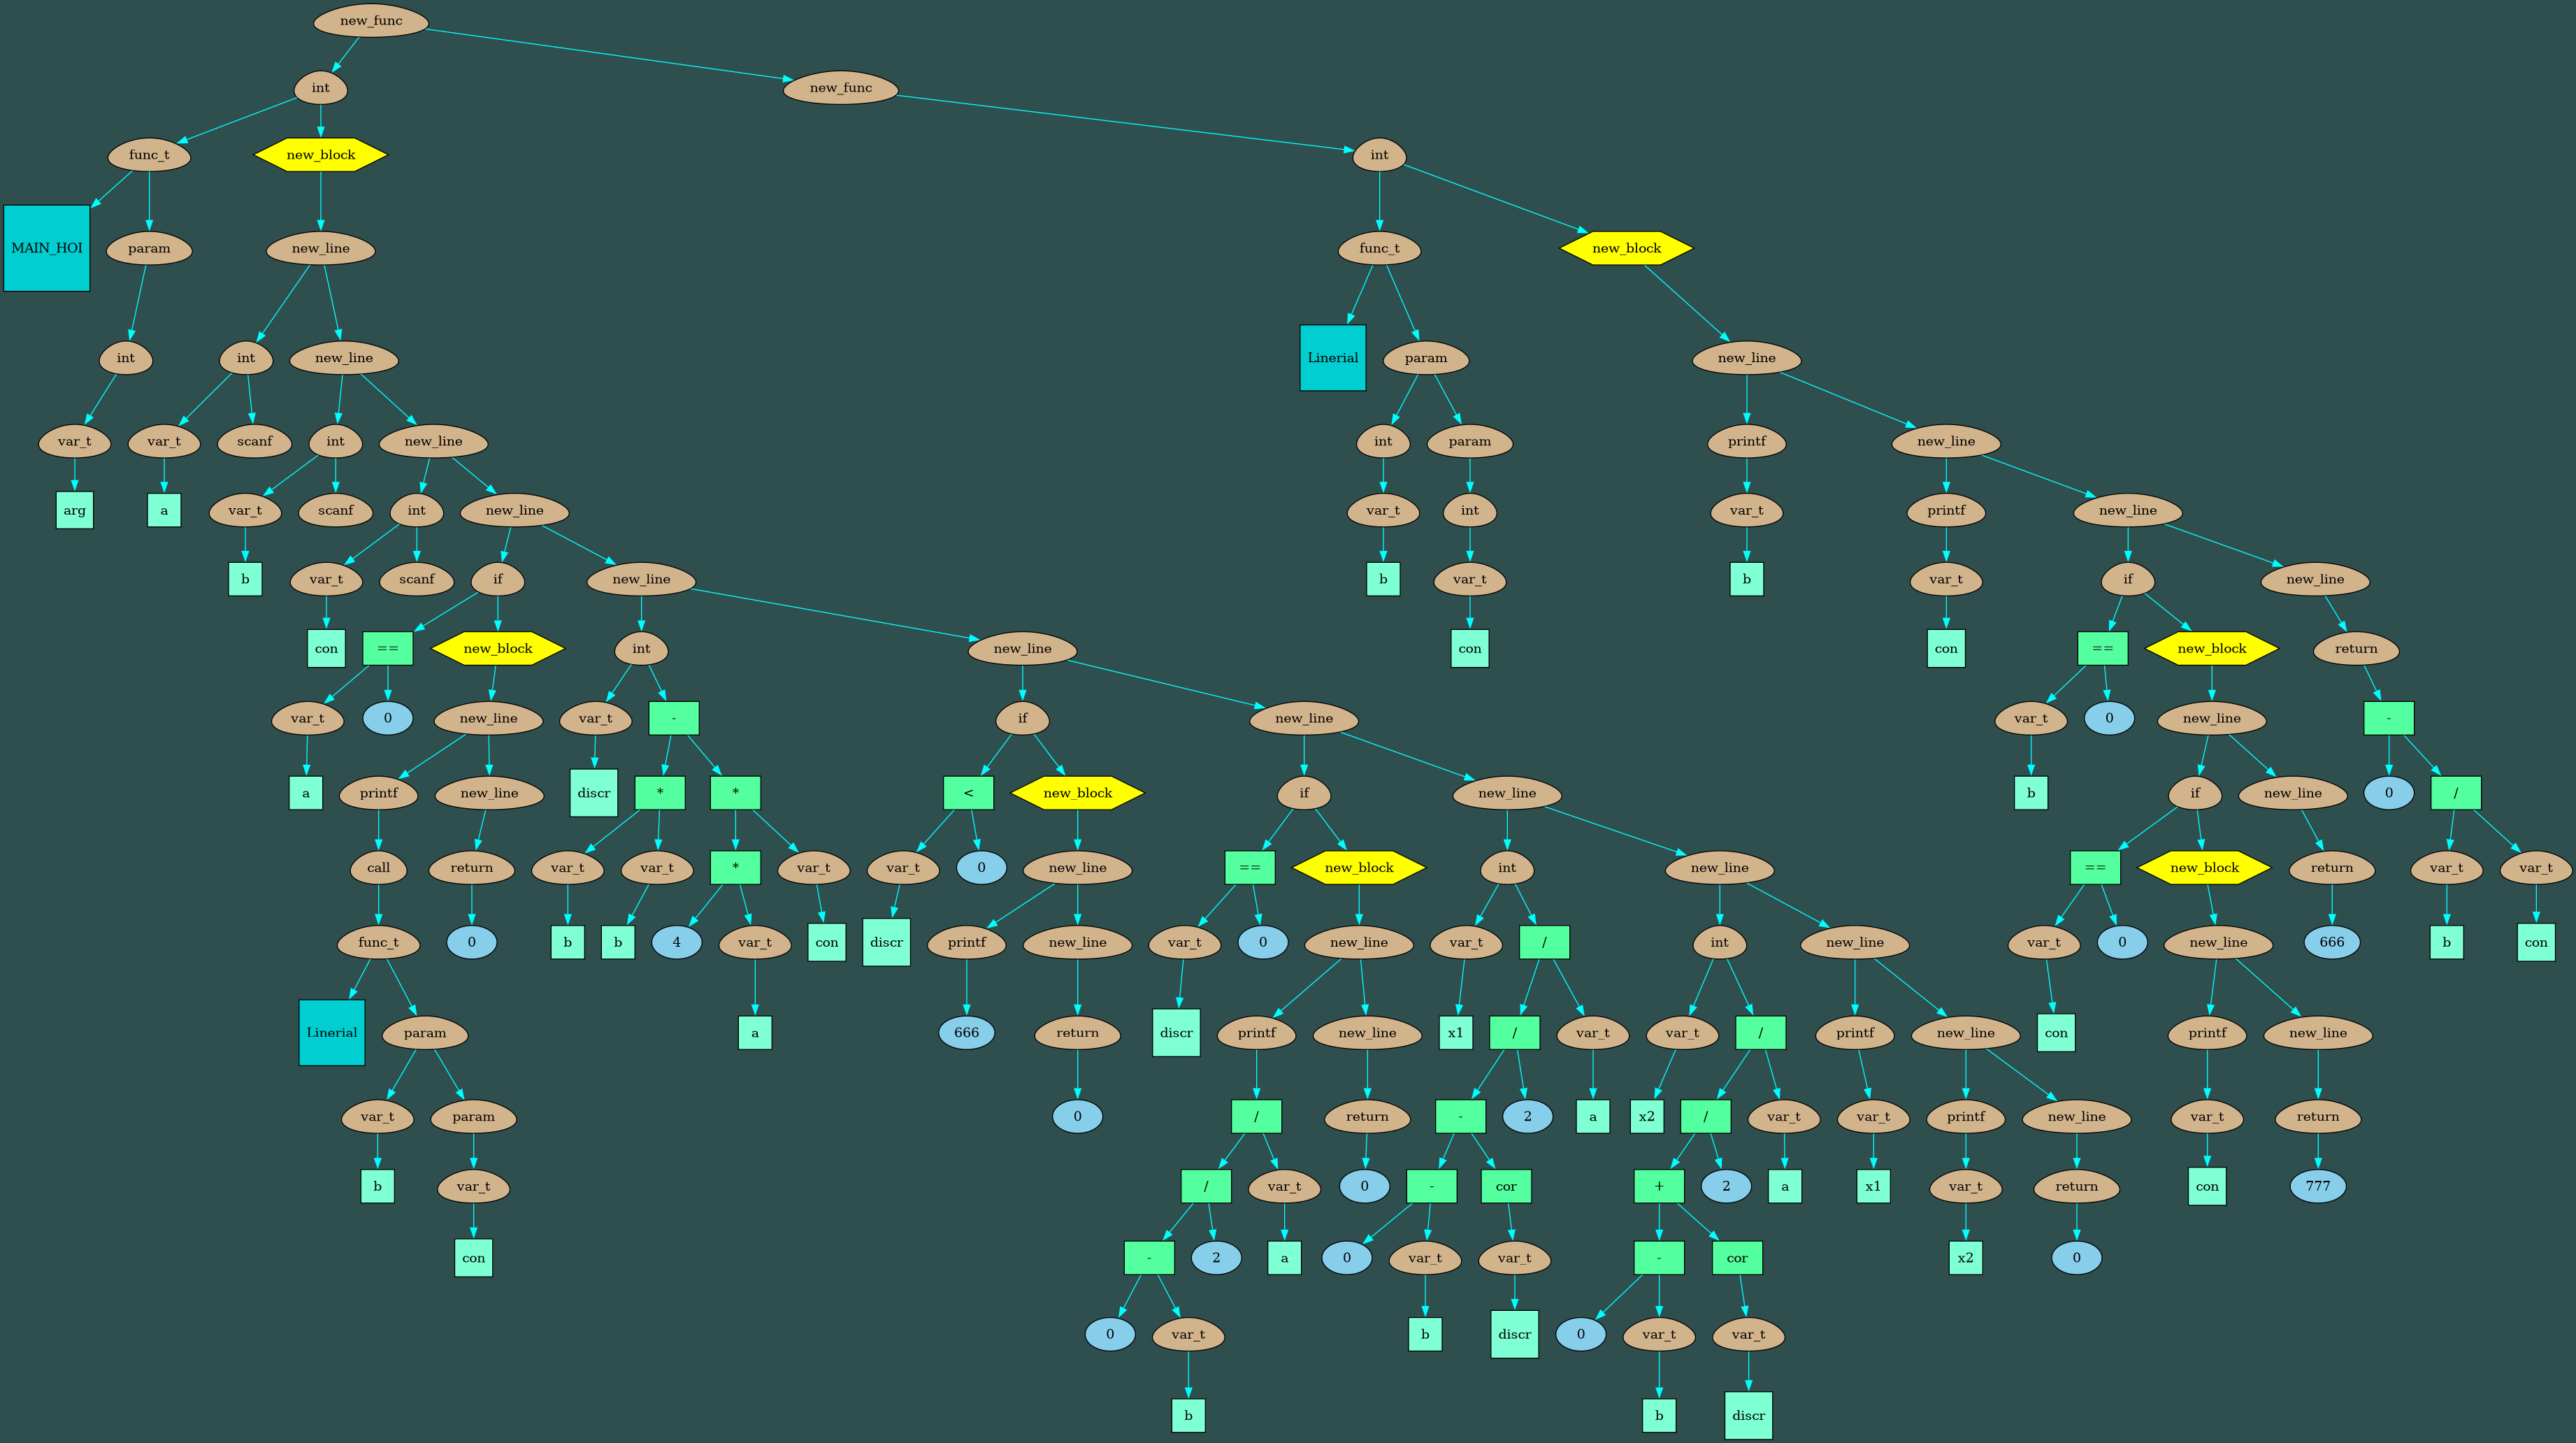 new_func
int new_func
func_t new_block int
MAIN_HOI param new_line func_t new_block
int int new_line Linerial param new_line
var_t var_t scanf int new_line int param printf new_line
arg a var_t scanf int new_line var_t int var_t printf new_line
b var_t scanf if new_line b var_t b var_t if new_line
con == new_block int new_line con con == new_block return
var_t 0 new_line var_t - if new_line var_t 0 new_line -
a printf new_line discr * * < new_block if new_line b if new_line 0 /
call return var_t var_t * var_t var_t 0 new_line == new_block int new_line == new_block return var_t var_t
func_t 0 b b 4 var_t con discr printf new_line var_t 0 new_line var_t / int new_line var_t 0 new_line 666 b con
Linerial param a 666 return discr printf new_line x1 / var_t var_t / printf new_line con printf new_line
var_t param 0 / return - 2 a x2 / var_t var_t printf new_line var_t return
b var_t / var_t 0 - cor + 2 a x1 var_t return con 777
con - 2 a 0 var_t var_t - cor x2 0
0 var_t b discr 0 var_t var_t
b b discr